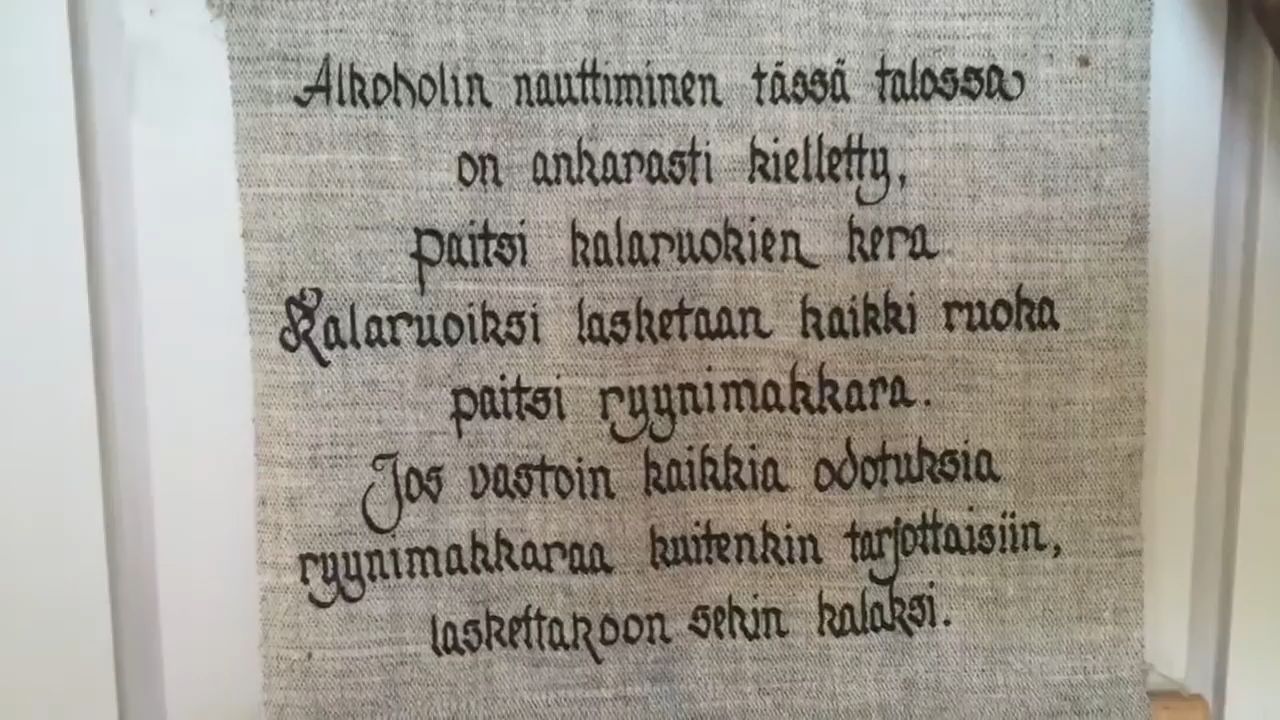 Alkoholin nauttiminen tässä talossa
on ankarasti kielletty,
paitsi kalaruokien kera
Kalaruoiksi lasketaan kaikki ruoka
paitsi ryynimakkara.
Jos vastoin kaikkia odotuksia
ryynimakkaraa kuitenkin tarjottaisiin,
laskettakoon sekin kalaksi.